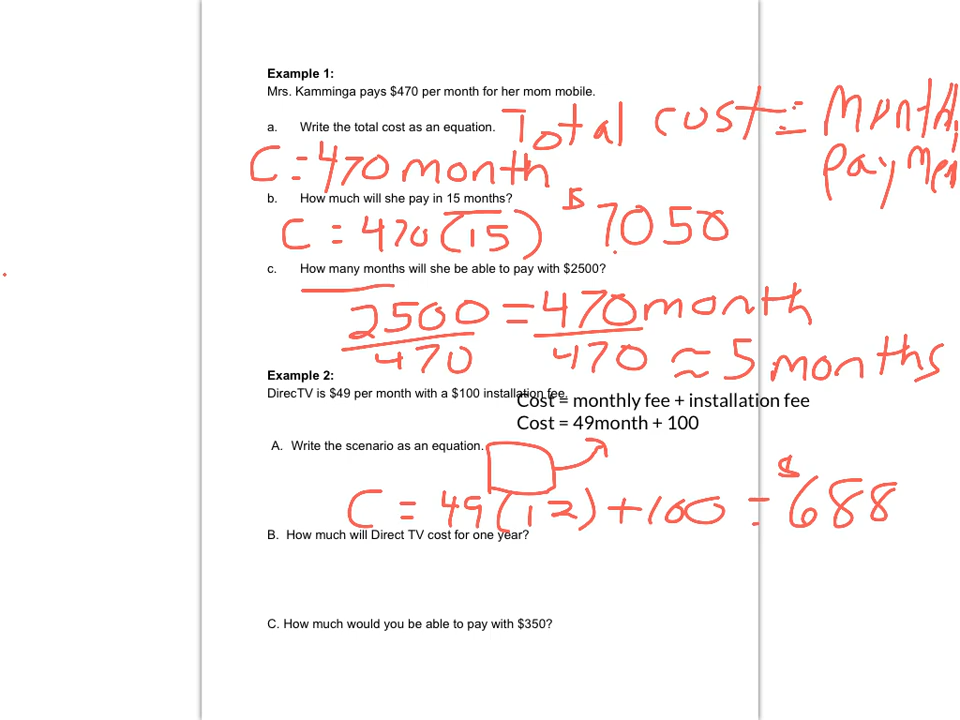 Example 1:
Mrs. Kamminga pays $470 per month for her mom mobile.
a. Write the total cost as an equation.
Total cost = month
paymen
C = 470 month
b. How much will she pay in 15 months?
C = 470 (15) $7050
c. How many months will she be able to pay with $2500?
2500 = 470 month
470 470 ≈ 5 months
Example 2:
DirecTV is $49 per month with a $100 installation fee.
Cost = monthly fee + installation fee
Cost = 49month + 100
A. Write the scenario as an equation.
C = 49 (12) + 100 = $688
B. How much will Direct TV cost for one year?
C. How much would you be able to pay with $350?